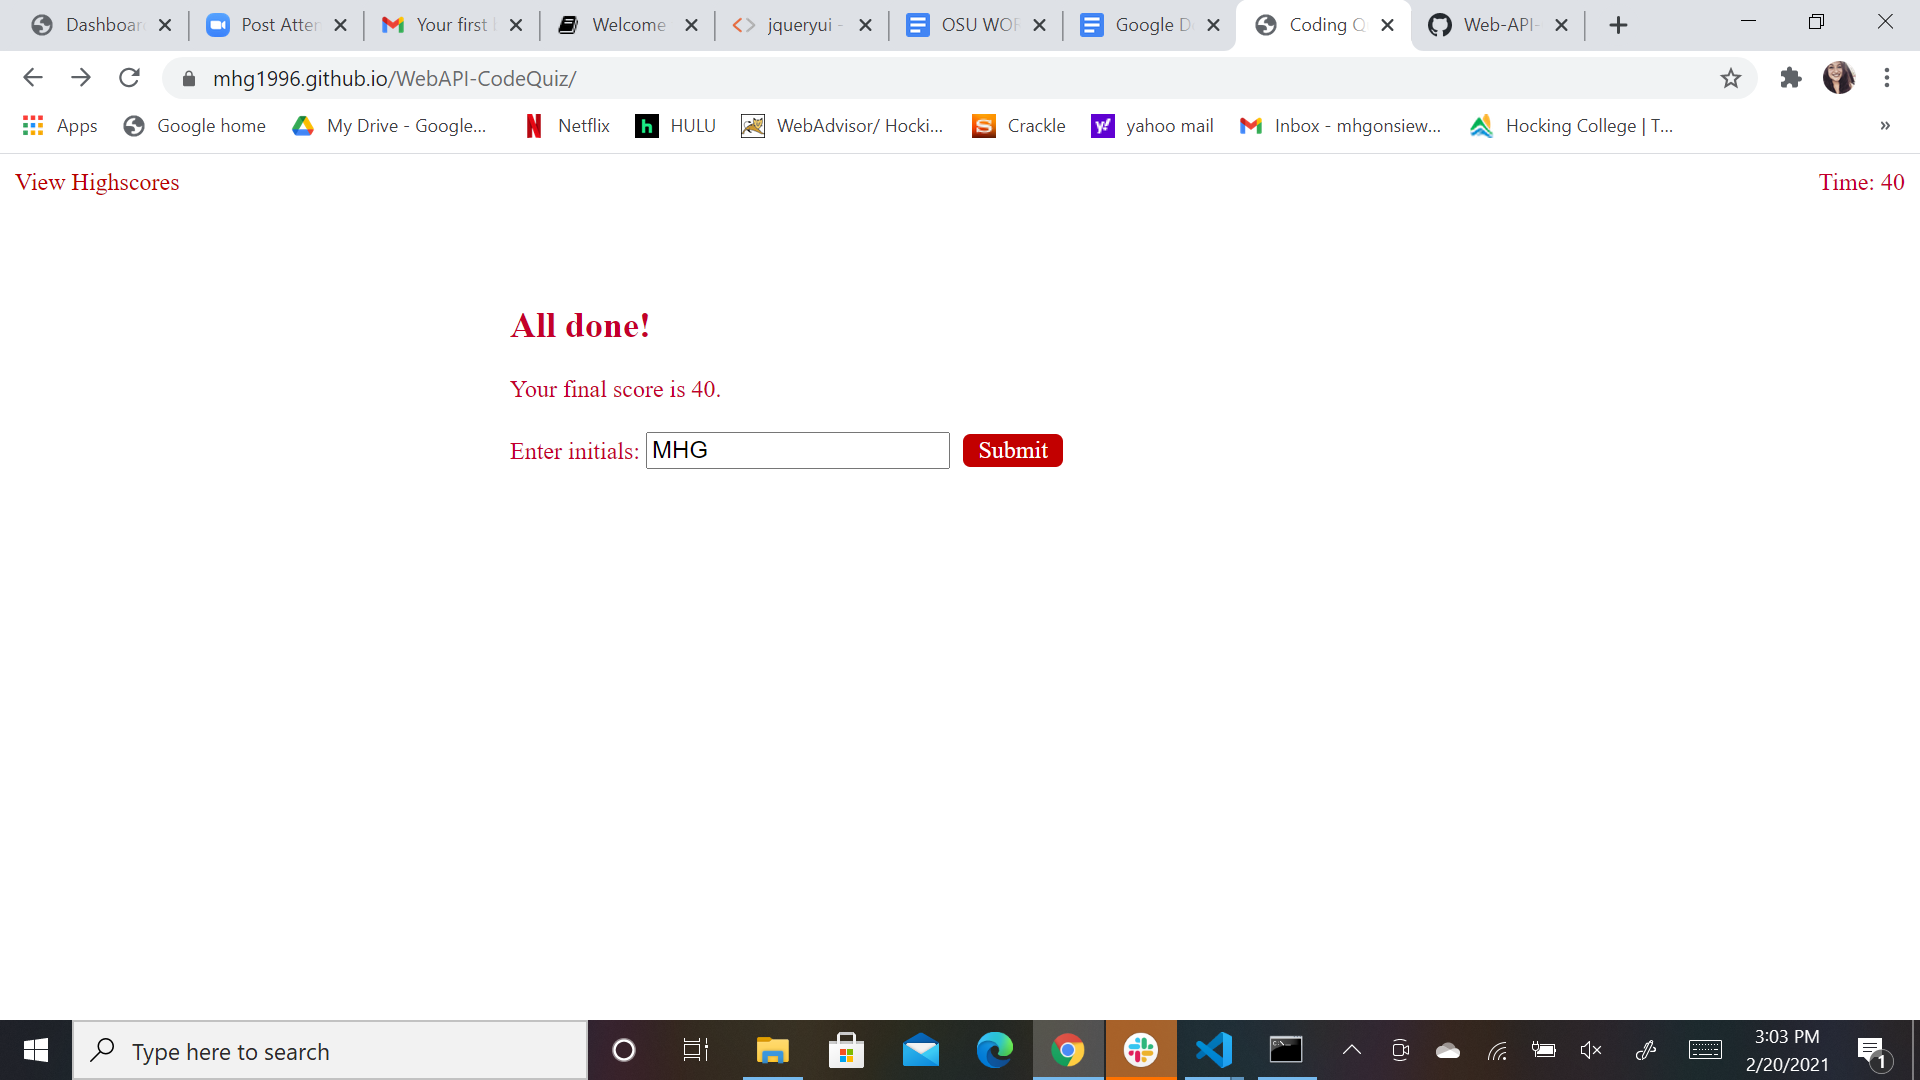 Dashboar
Post Atter
Your first
Welcome
jqueryui -
OSU WOF
Google D
Coding Q
Web-API-
mhg1996.github.io/WebAPI-CodeQuiz/
Apps
Google home
My Drive - Google...
Netflix
HULU
WebAdvisor/ Hocki...
Crackle
yahoo mail
Inbox - mhgonsiew...
Hocking College | T...
»
View Highscores
Time: 40
All done!
Your final score is 40.
Enter initials: MHG Submit
Type here to search
3:03 PM
2/20/2021
1